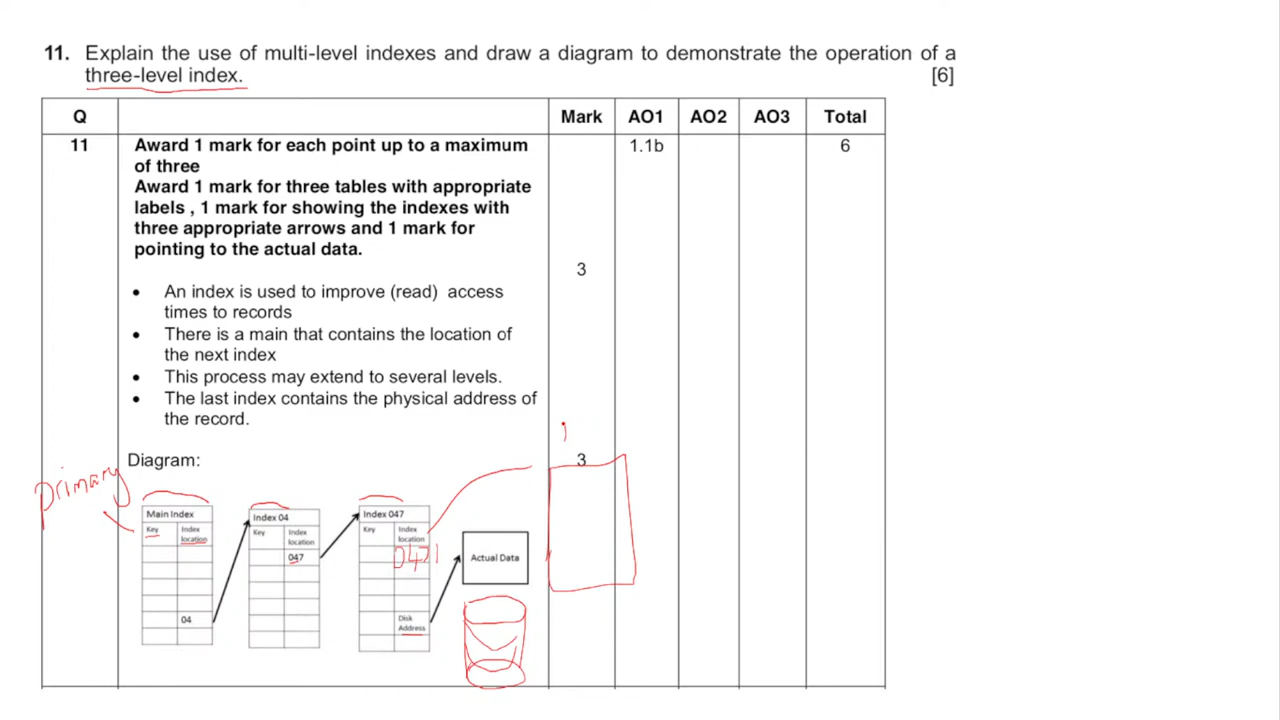 11. Explain the use of multi-level indexes and draw a diagram to demonstrate the operation of a
three-level index. [6]
Q Mark AO1 AO2 AO3 Total
11 Award 1 mark for each point up to a maximum 1.1b 6
of three
Award 1 mark for three tables with appropriate
labels , 1 mark for showing the indexes with
three appropriate arrows and 1 mark for
pointing to the actual data.
3
• An index is used to improve (read) access
times to records
• There is a main that contains the location of
the next index
• This process may extend to several levels.
• The last index contains the physical address of
the record.
Diagram: 3
primary
Main Index
Key Index
location
04
Index 04
Key Index
location
047
Index 047
Key Index
location
0471
Disk
Address
Actual Data